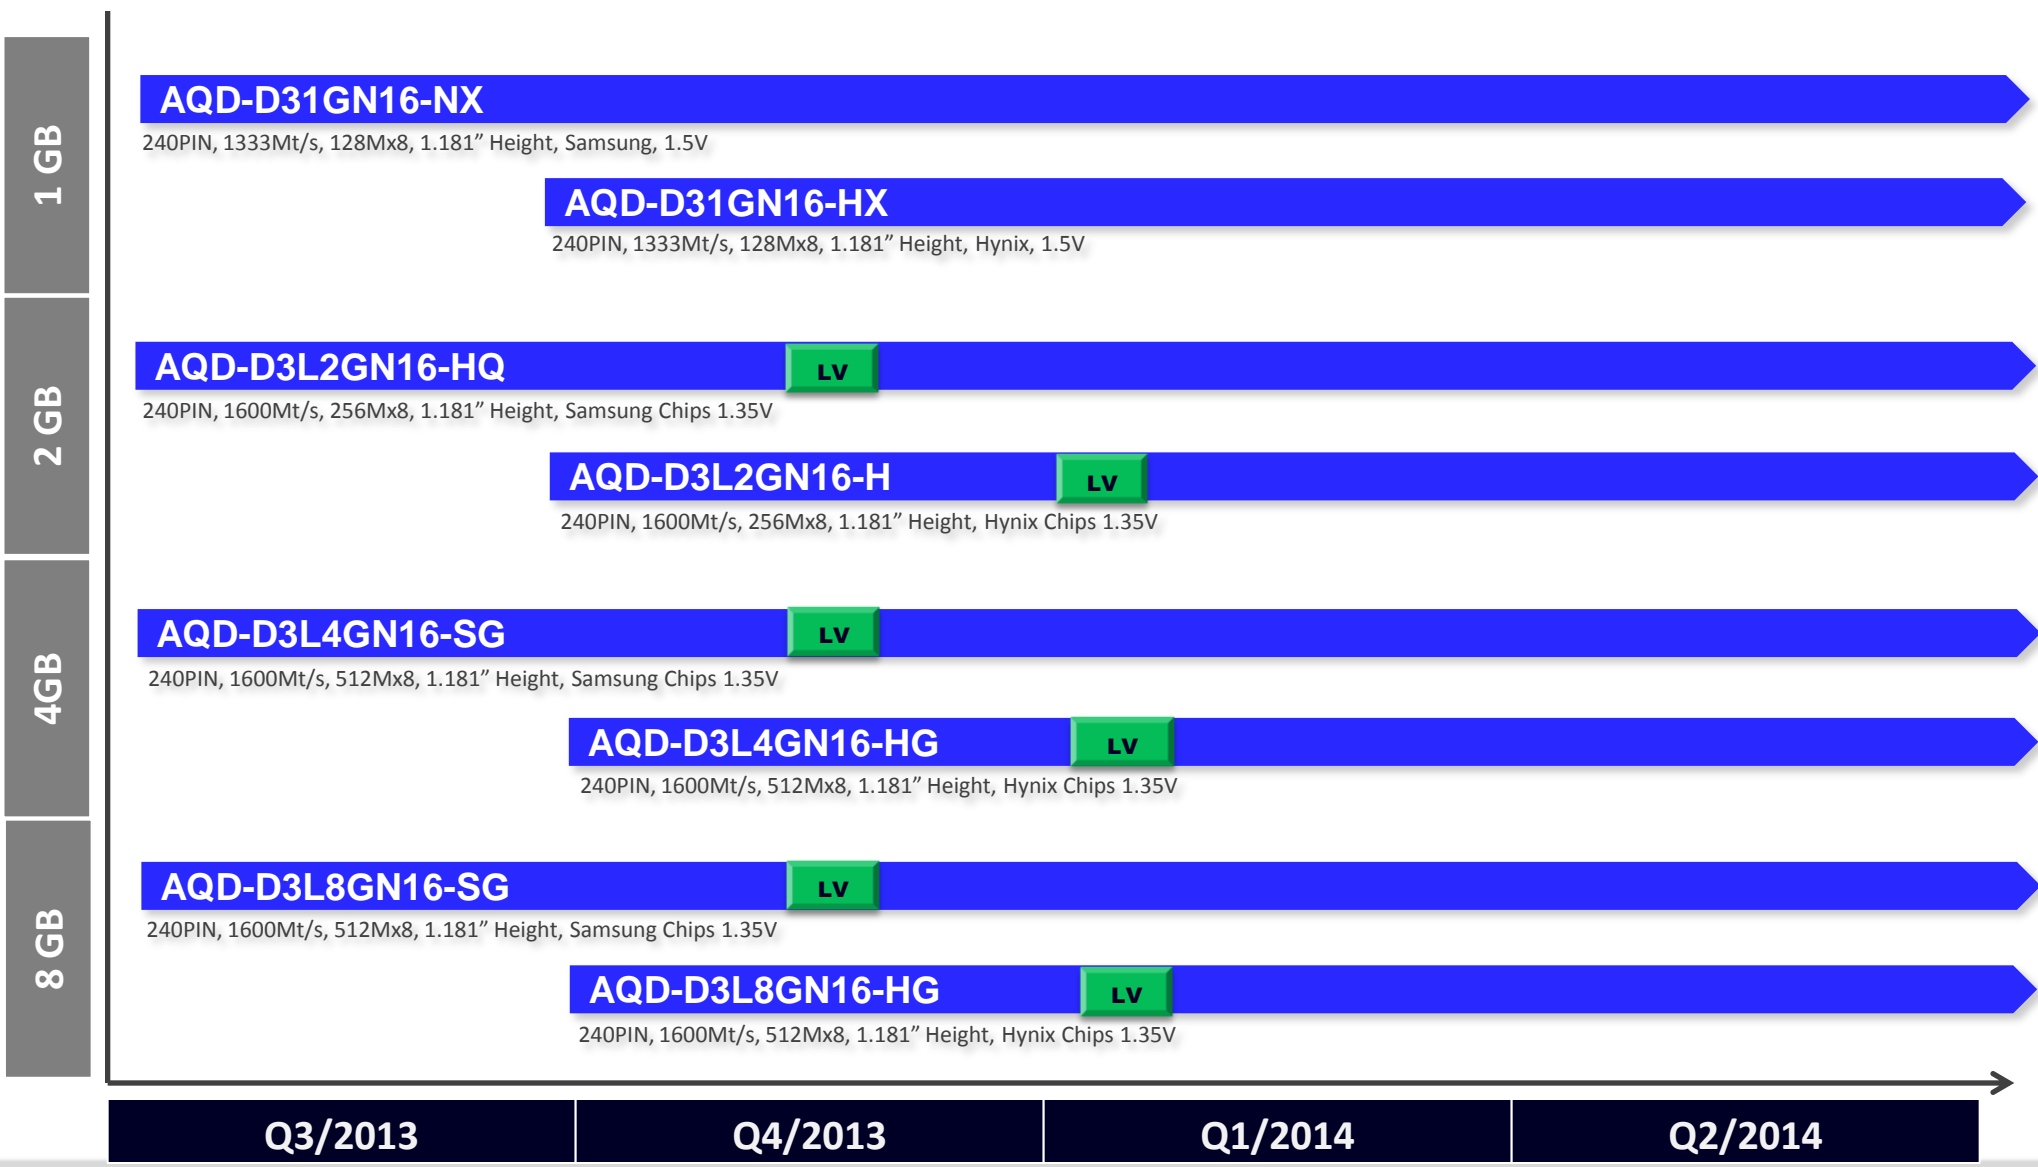 1 GB
AQD-D31GN16-NX
240PIN, 1333Mt/s, 128Mx8, 1.181” Height, Samsung, 1.5V
AQD-D31GN16-HX
240PIN, 1333Mt/s, 128Mx8, 1.181” Height, Hynix, 1.5V
2 GB
AQD-D3L2GN16-HQ LV
240PIN, 1600Mt/s, 256Mx8, 1.181” Height, Samsung Chips 1.35V
AQD-D3L2GN16-H LV
240PIN, 1600Mt/s, 256Mx8, 1.181” Height, Hynix Chips 1.35V
4GB
AQD-D3L4GN16-SG LV
240PIN, 1600Mt/s, 512Mx8, 1.181” Height, Samsung Chips 1.35V
AQD-D3L4GN16-HG LV
240PIN, 1600Mt/s, 512Mx8, 1.181” Height, Hynix Chips 1.35V
8 GB
AQD-D3L8GN16-SG LV
240PIN, 1600Mt/s, 512Mx8, 1.181” Height, Samsung Chips 1.35V
AQD-D3L8GN16-HG LV
240PIN, 1600Mt/s, 512Mx8, 1.181” Height, Hynix Chips 1.35V
Q3/2013 Q4/2013 Q1/2014 Q2/2014